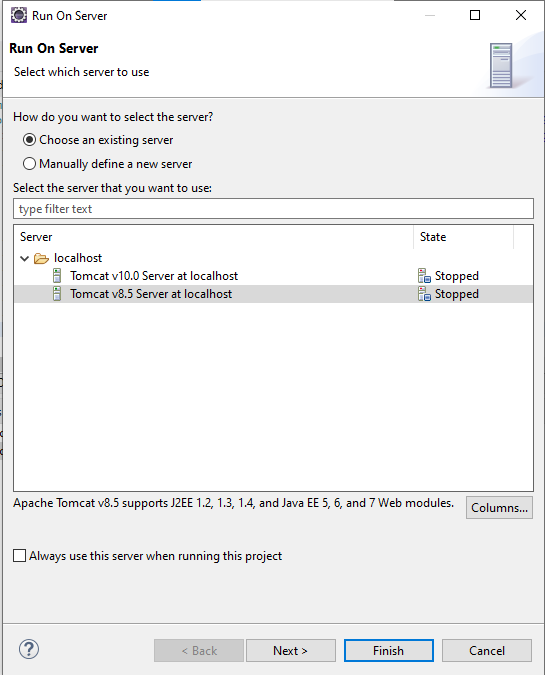 Run On Server
Run On Server
Select which server to use
How do you want to select the server?
Choose an existing server
Manually define a new server
Select the server that you want to use:
type filter text
Server State
localhost
Tomcat v10.0 Server at localhost Stopped
Tomcat v8.5 Server at localhost Stopped
Apache Tomcat v8.5 supports J2EE 1.2, 1.3, 1.4, and Java EE 5, 6, and 7 Web modules.
Columns...
Always use this server when running this project
? < Back Next > Finish Cancel